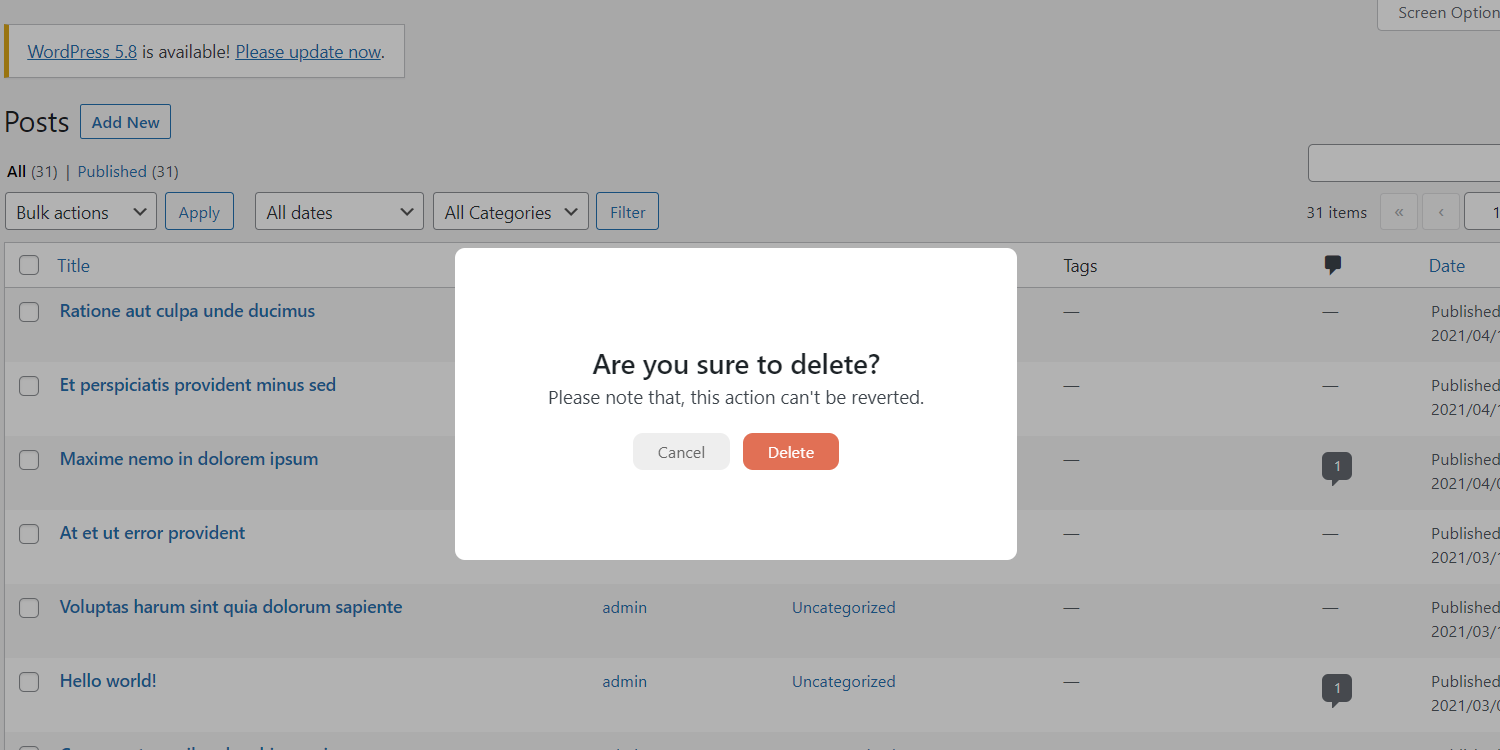 Screen Option
WordPress 5.8 is available! Please update now.
Posts Add New
All (31) | Published (31)
Bulk actions Apply All dates All Categories Filter 31 items « ‹ 1
Title Tags Date
Ratione aut culpa unde ducimus — — Published
2021/04/1
Et perspiciatis provident minus sed — — Published
2021/04/1
Maxime nemo in dolorem ipsum — 1 Published
2021/04/0
At et ut error provident — — Published
2021/03/1
Are you sure to delete?
Please note that, this action can't be reverted.
Cancel Delete
Voluptas harum sint quia dolorum sapiente admin Uncategorized — — Published
2021/03/1
Hello world! admin Uncategorized — 1 Published
2021/03/0